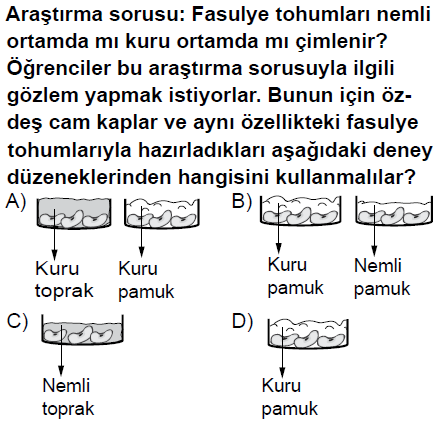 Araştırma sorusu: Fasulye tohumları nemli
ortamda mı kuru ortamda mı çimlenir?
Öğrenciler bu araştırma sorusuyla ilgili
gözlem yapmak istiyorlar. Bunun için öz-
deş cam kaplar ve aynı özellikteki fasulye
tohumlarıyla hazırladıkları aşağıdaki deney
düzeneklerinden hangisini kullanmalılar?
A)
Kuru toprak
Kuru pamuk
B)
Kuru pamuk
Nemli pamuk
C)
Nemli toprak
D)
Kuru pamuk